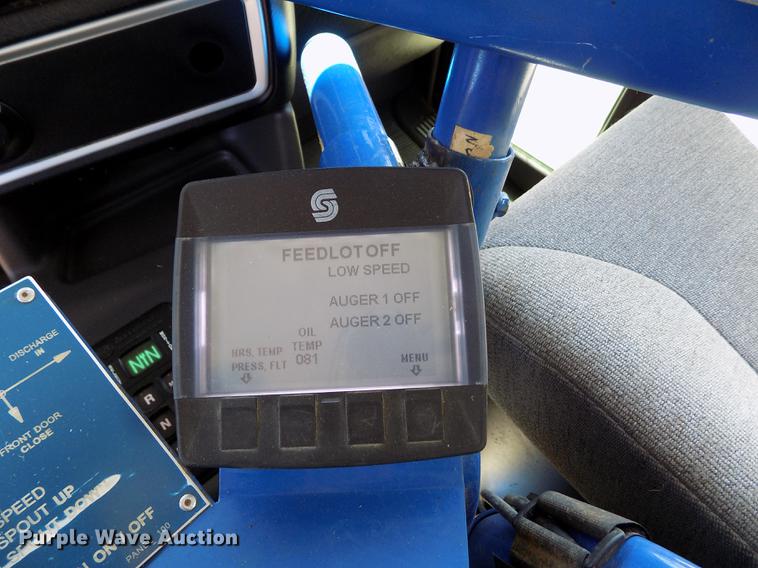 FEEDLOT OFF
LOW SPEED
AUGER 1 OFF
AUGER 2 OFF
OIL
HRS, TEMP TEMP
PRESS, FLT 081
MENU
DISCHARGE
IN
FRONT DOOR
CLOSE
R
N
SPEED
SPOUT UP
DOWN
ON - OFF
Purple Wave Auction